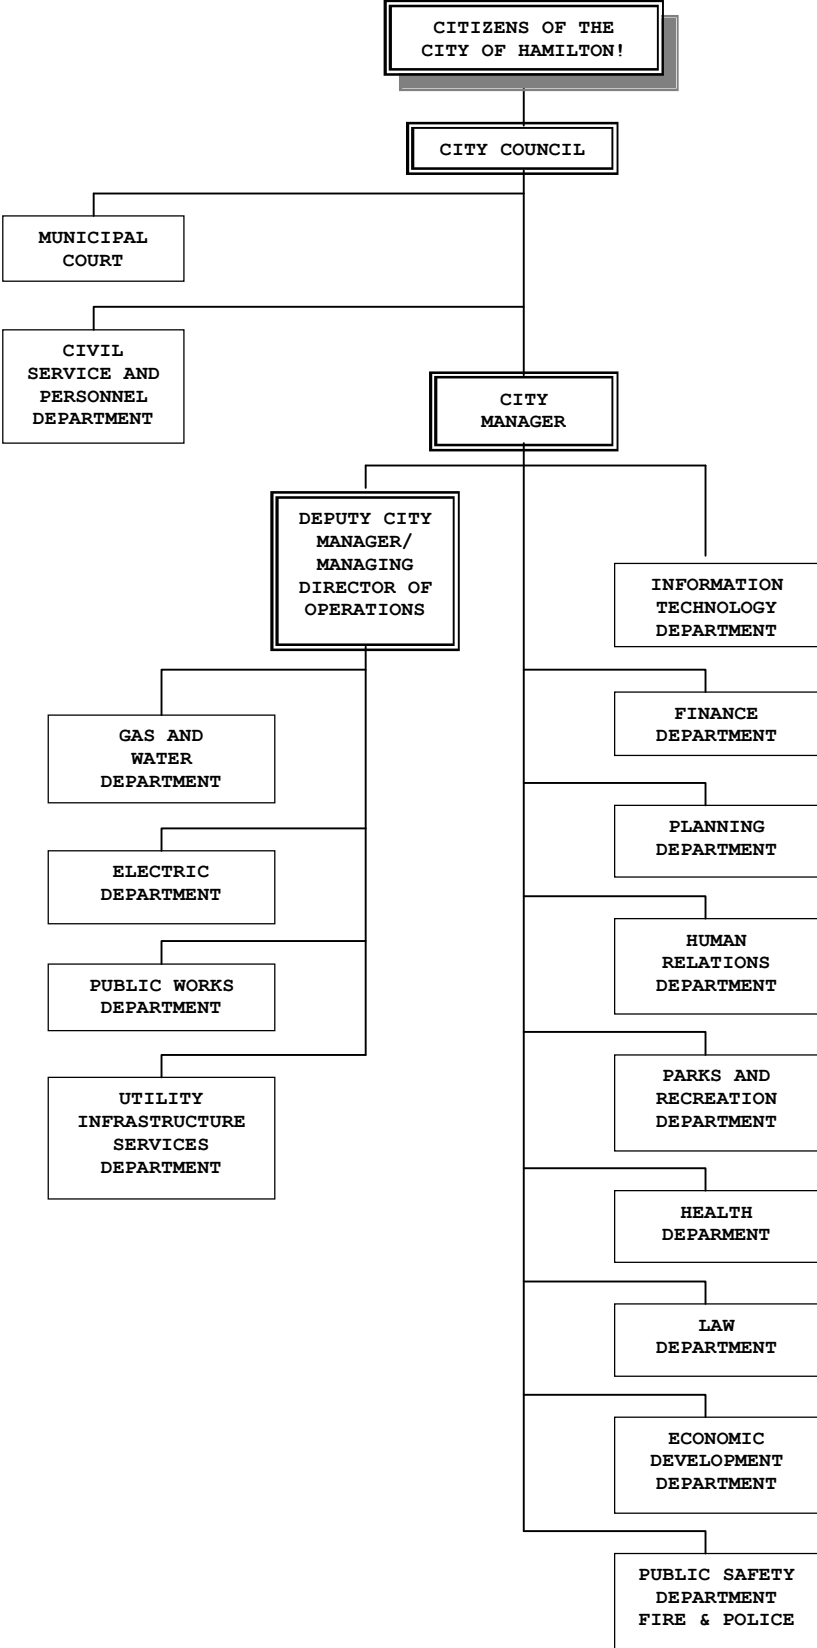 CITIZENS OF THE
CITY OF HAMILTON!
CITY COUNCIL
MUNICIPAL
COURT
CIVIL
SERVICE AND
PERSONNEL
DEPARTMENT
CITY
MANAGER
DEPUTY CITY
MANAGER/
MANAGING
DIRECTOR OF
OPERATIONS
INFORMATION
TECHNOLOGY
DEPARTMENT
GAS AND
WATER
DEPARTMENT
ELECTRIC
DEPARTMENT
PUBLIC WORKS
DEPARTMENT
UTILITY
INFRASTRUCTURE
SERVICES
DEPARTMENT
FINANCE
DEPARTMENT
PLANNING
DEPARTMENT
HUMAN
RELATIONS
DEPARTMENT
PARKS AND
RECREATION
DEPARTMENT
HEALTH
DEPARMENT
LAW
DEPARTMENT
ECONOMIC
DEVELOPMENT
DEPARTMENT
PUBLIC SAFETY
DEPARTMENT
FIRE & POLICE